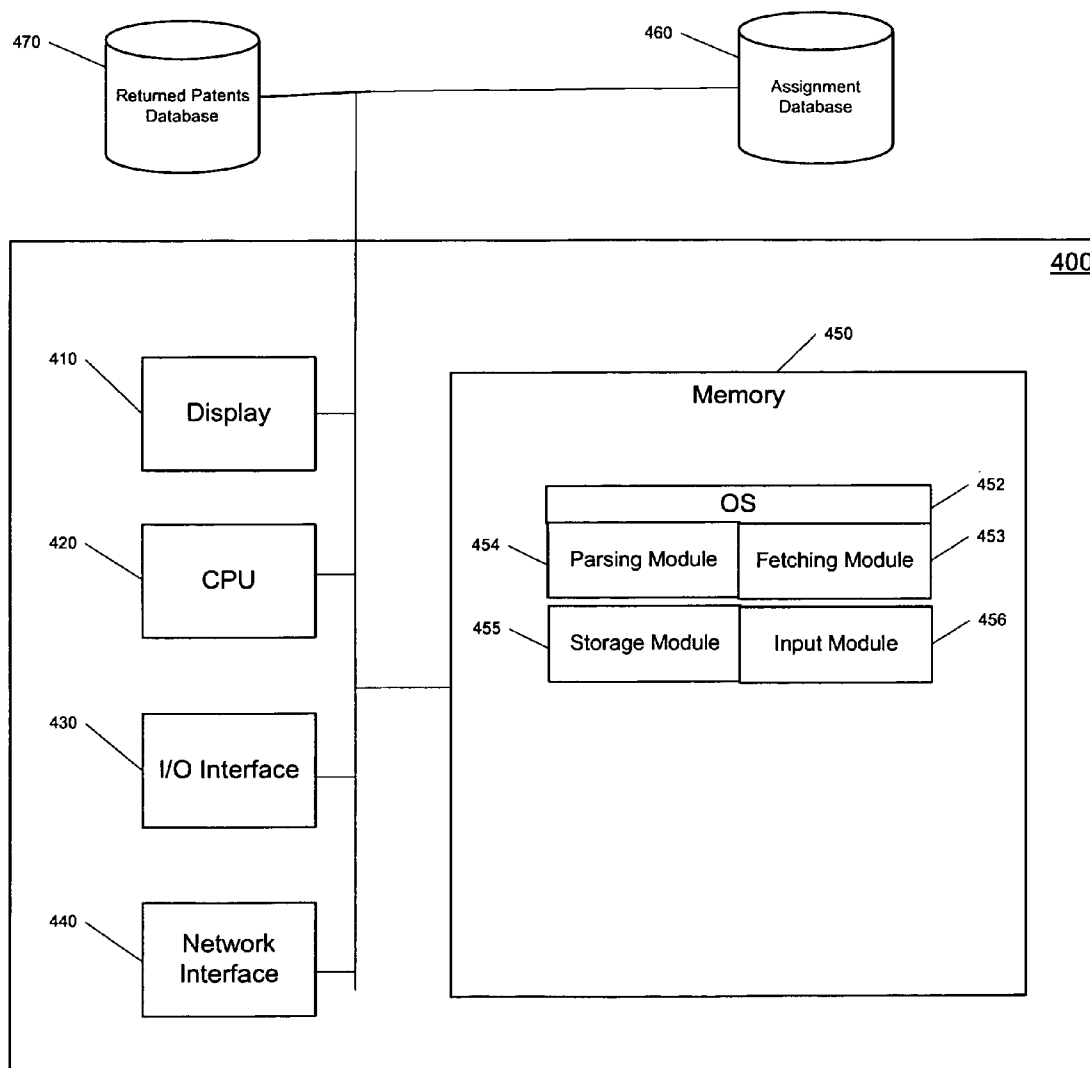 470
Returned Patents
Database
460
Assignment
Database
400
410
Display
450
Memory
420
CPU
OS
452
454
Parsing Module
Fetching Module
453
455
Storage Module
Input Module
456
430
I/O Interface
440
Network
Interface